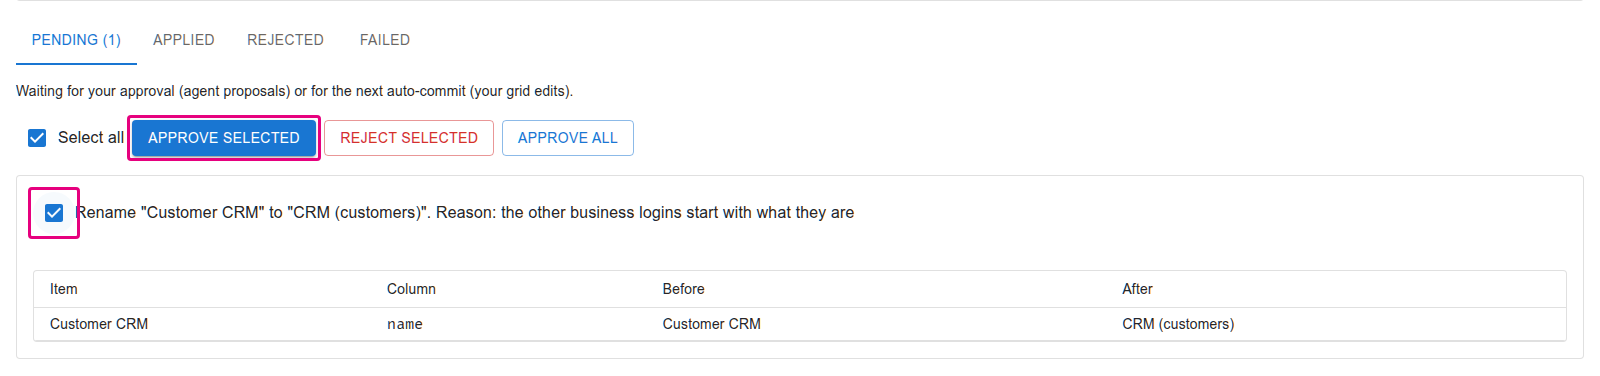 PENDING (1) APPLIED REJECTED FAILED
Waiting for your approval (agent proposals) or for the next auto-commit (your grid edits).
Select all APPROVE SELECTED REJECT SELECTED APPROVE ALL
Rename "Customer CRM" to "CRM (customers)". Reason: the other business logins start with what they are
Item Column Before After
Customer CRM name Customer CRM CRM (customers)